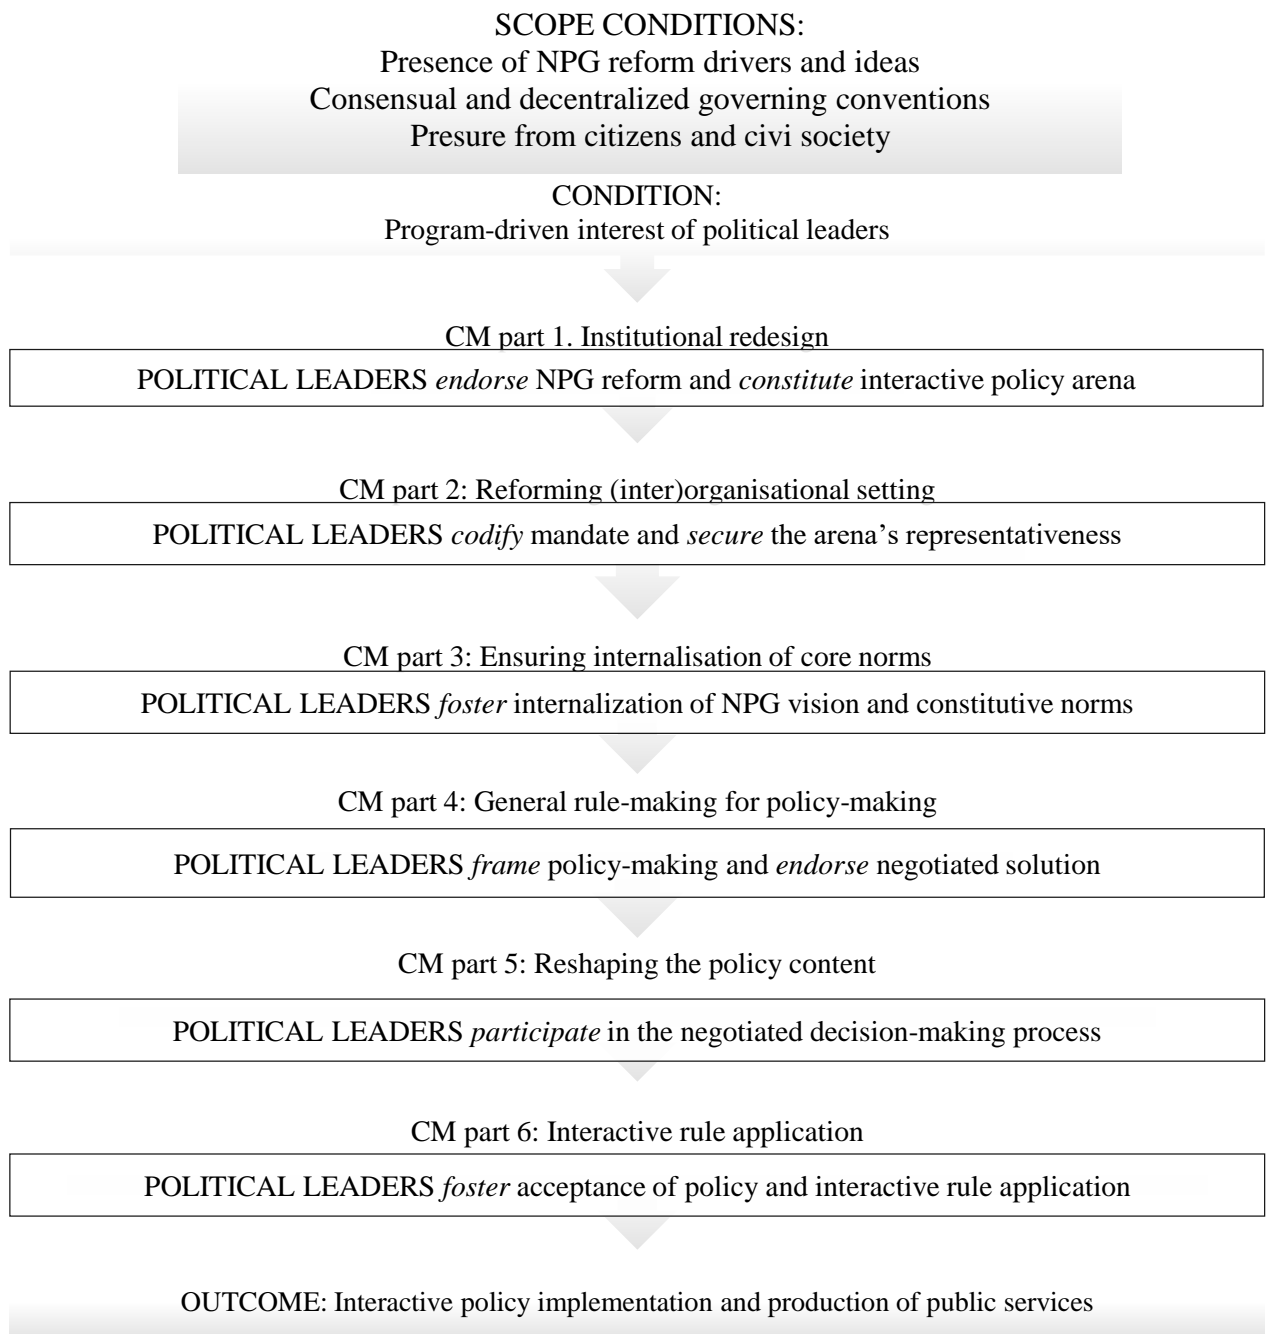 SCOPE CONDITIONS:
Presence of NPG reform drivers and ideas
Consensual and decentralized governing conventions
Presure from citizens and civi society
CONDITION:
Program-driven interest of political leaders
CM part 1. Institutional redesign
POLITICAL LEADERS endorse NPG reform and constitute interactive policy arena
CM part 2: Reforming (inter)organisational setting
POLITICAL LEADERS codify mandate and secure the arena’s representativeness
CM part 3: Ensuring internalisation of core norms
POLITICAL LEADERS foster internalization of NPG vision and constitutive norms
CM part 4: General rule-making for policy-making
POLITICAL LEADERS frame policy-making and endorse negotiated solution
CM part 5: Reshaping the policy content
POLITICAL LEADERS participate in the negotiated decision-making process
CM part 6: Interactive rule application
POLITICAL LEADERS foster acceptance of policy and interactive rule application
OUTCOME: Interactive policy implementation and production of public services